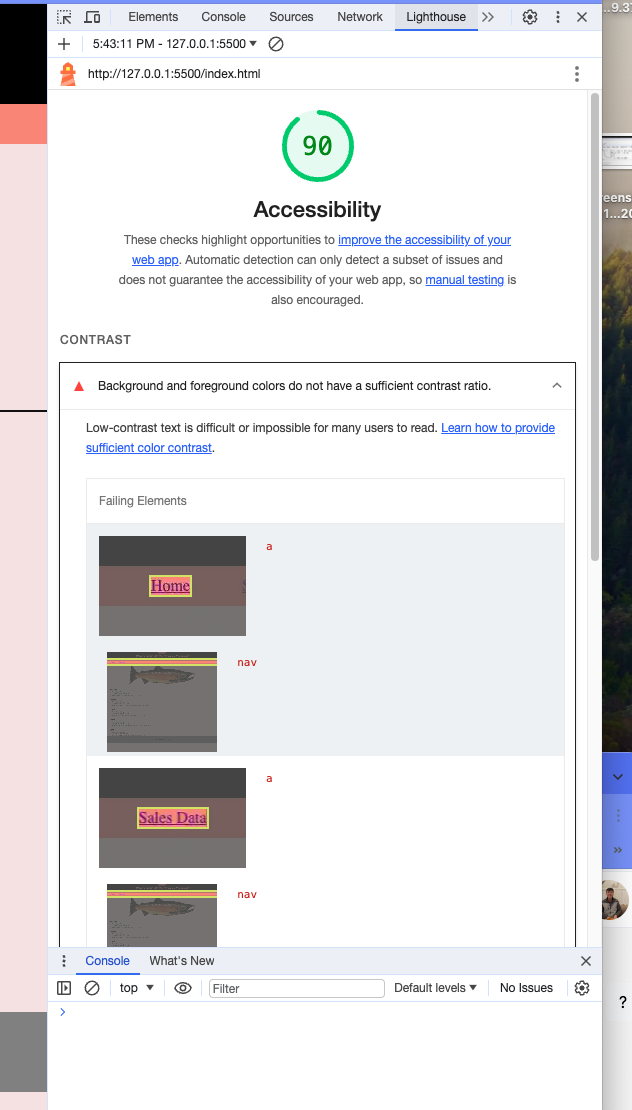 Elements Console Sources Network Lighthouse
...9.37
5:43:11 PM - 127.0.0.1:5500
http://127.0.0.1:5500/index.html
90
Accessibility
These checks highlight opportunities to improve the accessibility of your
web app. Automatic detection can only detect a subset of issues and
does not guarantee the accessibility of your web app, so manual testing is
also encouraged.
CONTRAST
Background and foreground colors do not have a sufficient contrast ratio.
Low-contrast text is difficult or impossible for many users to read. Learn how to provide
sufficient color contrast.
Failing Elements
Home
a
nav
Sales Data
a
nav
Console What's New
top Filter Default levels No Issues
?